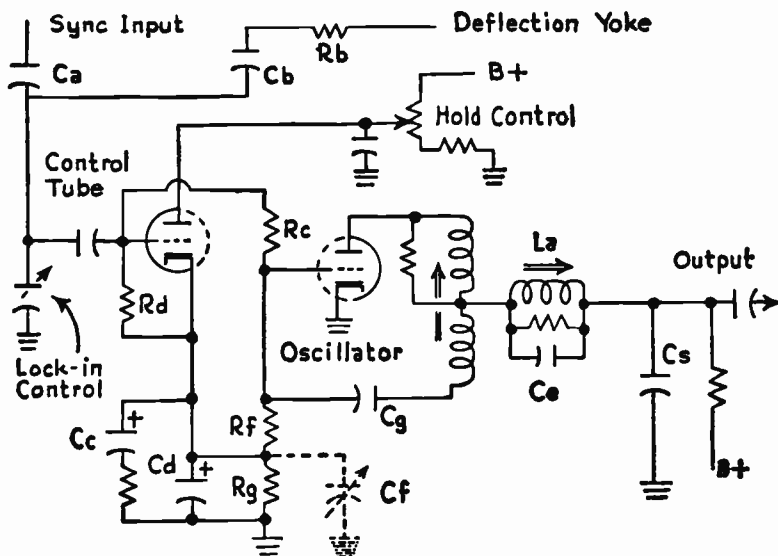 Sync Input
Ca
Cb
Rb
Deflection Yoke
B+
Hold Control
Control
Tube
Rc
Rd
Lock-in
Control
Oscillator
La
Output
Ce
Cs
Cg
Rf
Cc
+
Cd
+
Rg
Cf
B+